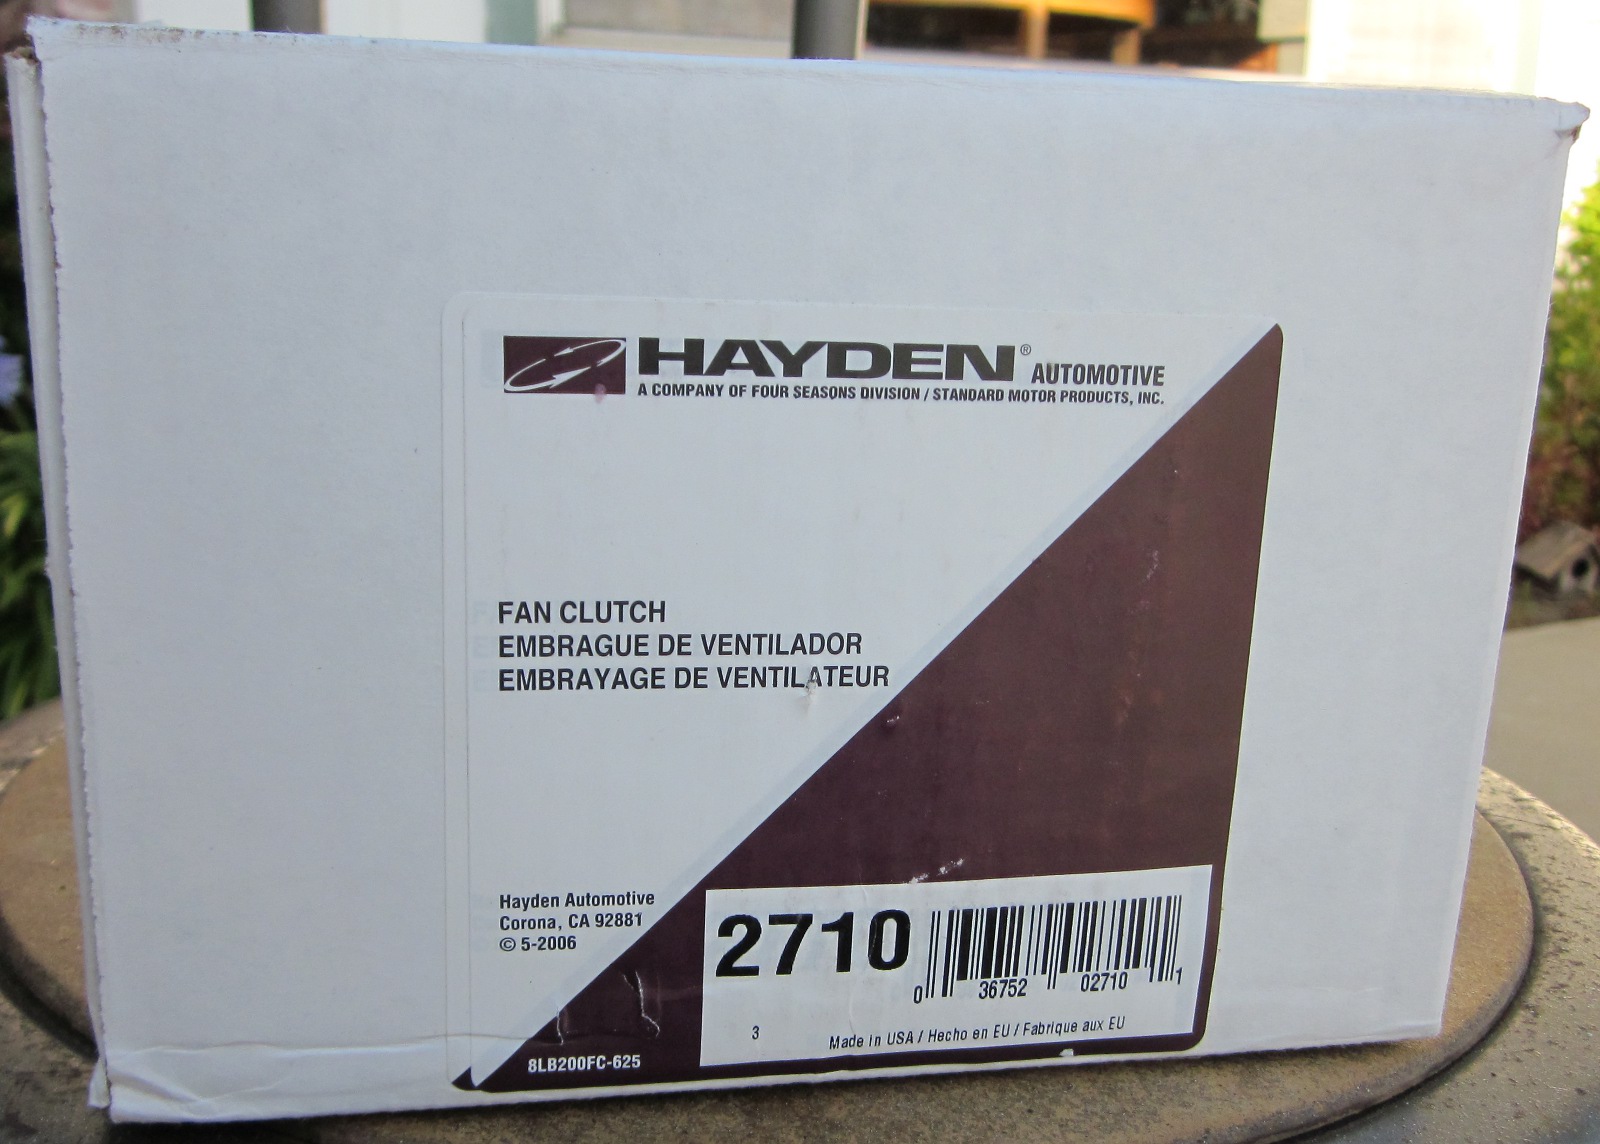 HAYDEN® AUTOMOTIVE
A COMPANY OF FOUR SEASONS DIVISION / STANDARD MOTOR PRODUCTS, INC.
FAN CLUTCH
EMBRAGUE DE VENTILADOR
EMBRAYAGE DE VENTILATEUR
Hayden Automotive
Corona, CA 92881
© 5-2006
2710
0 36752 02710 1
3 Made in USA / Hecho en EU / Fabrique aux EU
8LB200FC-625